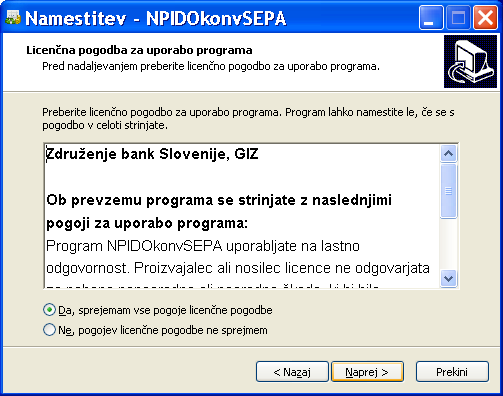 Namestitev - NPIDOkonvSEPA
Licenčna pogodba za uporabo programa
Pred nadaljevanjem preberite licenčno pogodbo za uporabo programa.
Preberite licenčno pogodbo za uporabo programa. Program lahko namestite le, če se s
pogodbo v celoti strinjate.
Združenje bank Slovenije, GIZ
Ob prevzemu programa se strinjate z naslednjimi
pogoji za uporabo programa:
Program NPIDOkonvSEPA uporabljate na lastno
odgovornost. Proizvajalec ali nosilec licence ne odgovarjata
Da, sprejemam vse pogoje licenčne pogodbe
Ne, pogojev licenčne pogodbe ne sprejmem
< Nazaj
Naprej >
Prekini